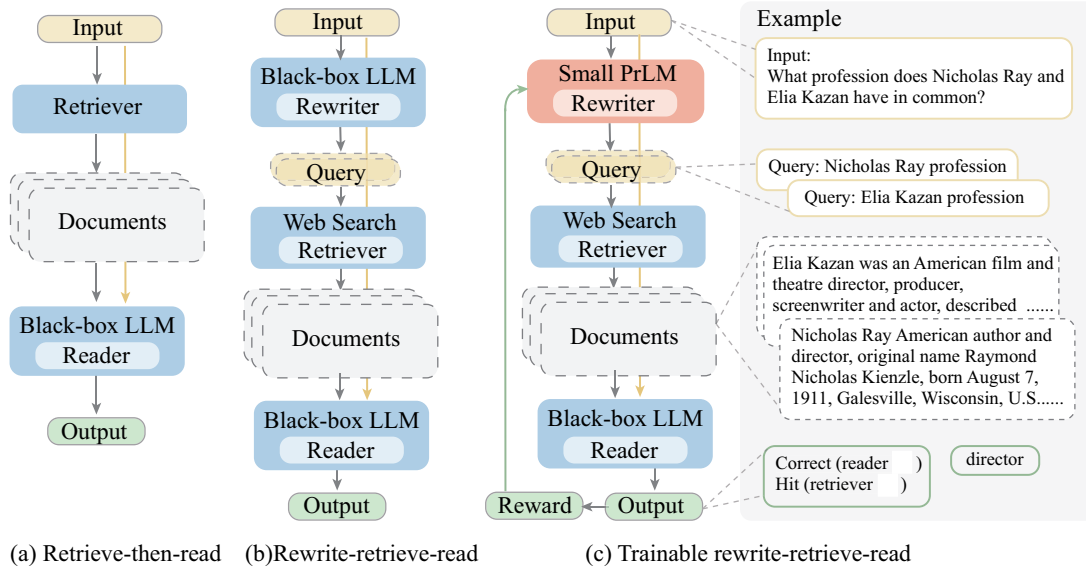 Input
Retriever
Documents
Black-box LLM
Reader
Output
(a) Retrieve-then-read
Input
Black-box LLM
Rewriter
Query
Web Search
Retriever
Documents
Black-box LLM
Reader
Output
(b)Rewrite-retrieve-read
Input
Small PrLM
Rewriter
Query
Web Search
Retriever
Documents
Black-box LLM
Reader
Reward
Output
(c) Trainable rewrite-retrieve-read
Example
Input:
What profession does Nicholas Ray and
Elia Kazan have in common?
Query: Nicholas Ray profession
Query: Elia Kazan profession
Elia Kazan was an American film and
theatre director, producer,
screenwriter and actor, described ......
Nicholas Ray American author and
director, original name Raymond
Nicholas Kienzle, born August 7,
1911, Galesville, Wisconsin, U.S......
Correct (reader )
Hit (retriever )
director